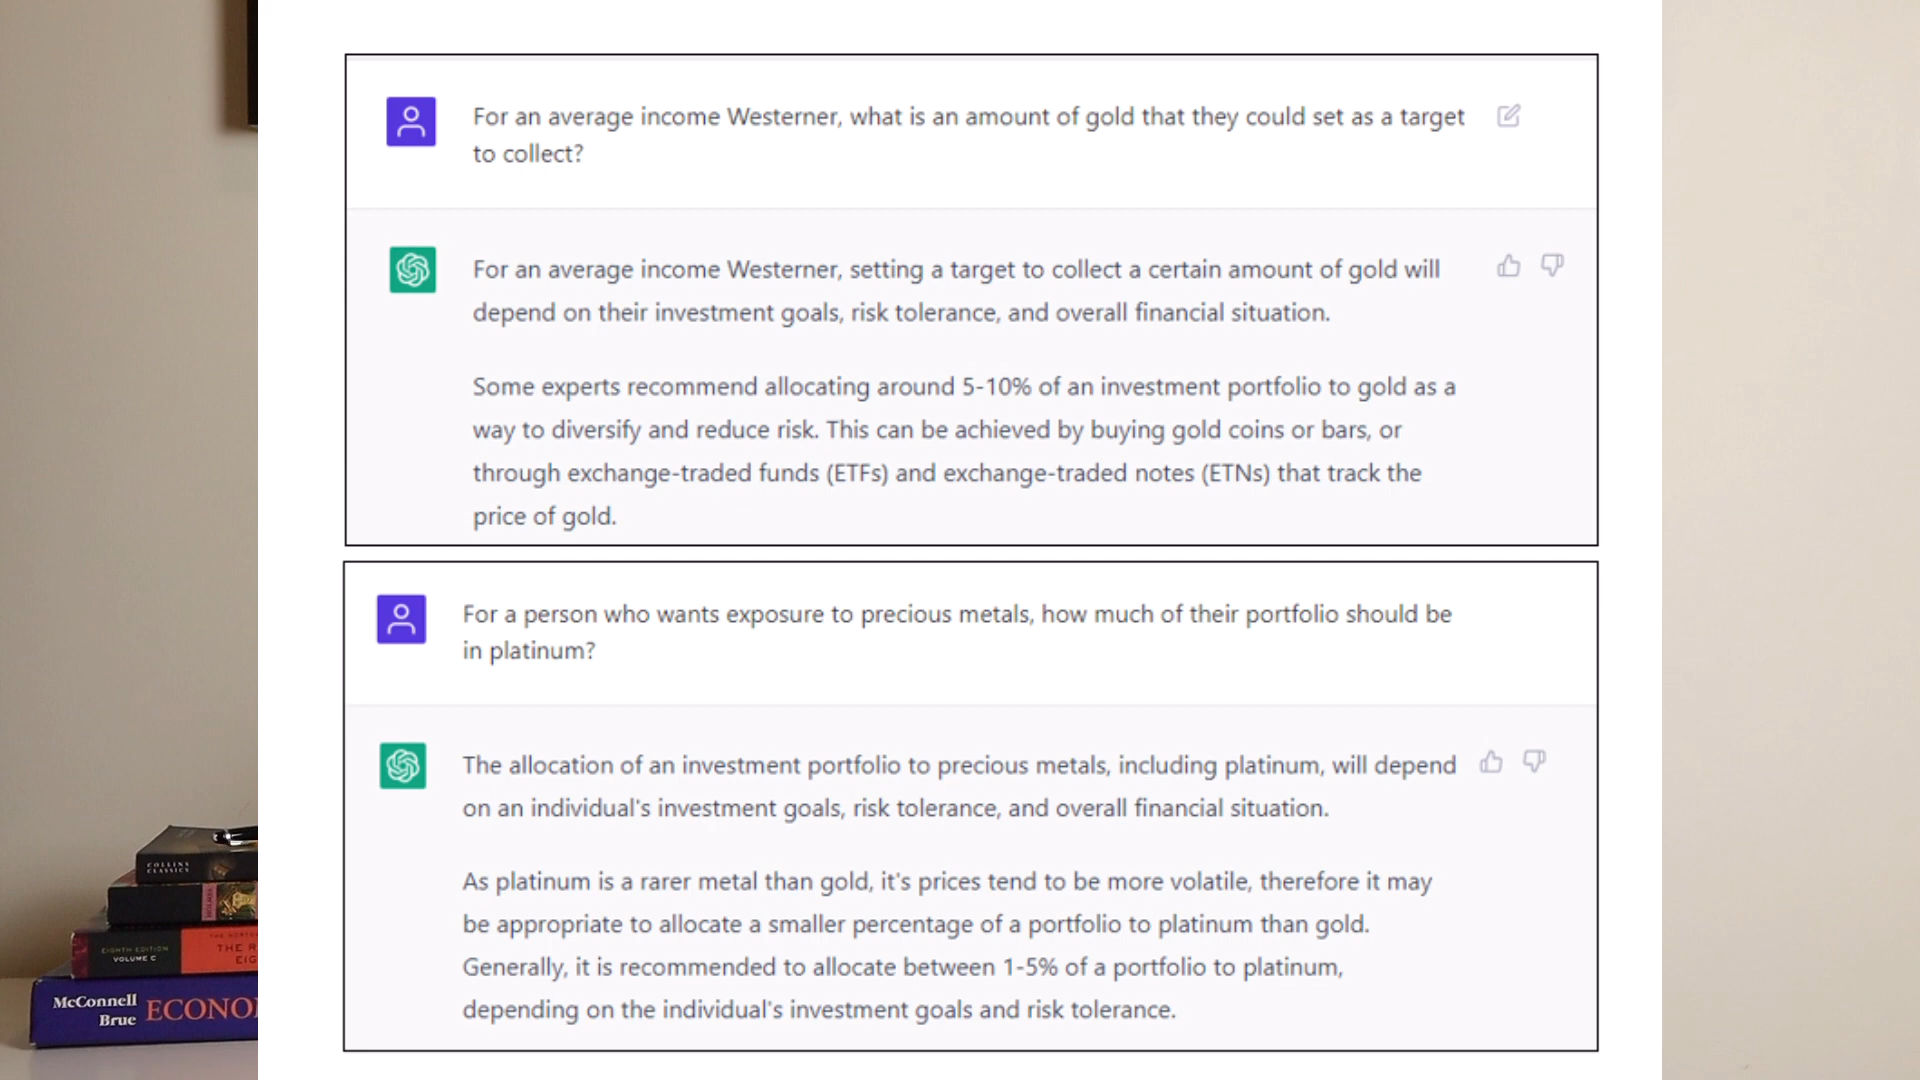 For an average income Westerner, what is an amount of gold that they could set as a target
to collect?
For an average income Westerner, setting a target to collect a certain amount of gold will
depend on their investment goals, risk tolerance, and overall financial situation.
Some experts recommend allocating around 5-10% of an investment portfolio to gold as a
way to diversify and reduce risk. This can be achieved by buying gold coins or bars, or
through exchange-traded funds (ETFs) and exchange-traded notes (ETNs) that track the
price of gold.
For a person who wants exposure to precious metals, how much of their portfolio should be
in platinum?
The allocation of an investment portfolio to precious metals, including platinum, will depend
on an individual's investment goals, risk tolerance, and overall financial situation.
As platinum is a rarer metal than gold, it's prices tend to be more volatile, therefore it may
be appropriate to allocate a smaller percentage of a portfolio to platinum than gold.
Generally, it is recommended to allocate between 1-5% of a portfolio to platinum,
depending on the individual's investment goals and risk tolerance.
COLLINS
CLASSICS
EIGHTH EDITION
VOLUME C
THE R
EIG
McConnell
Brue
ECONO